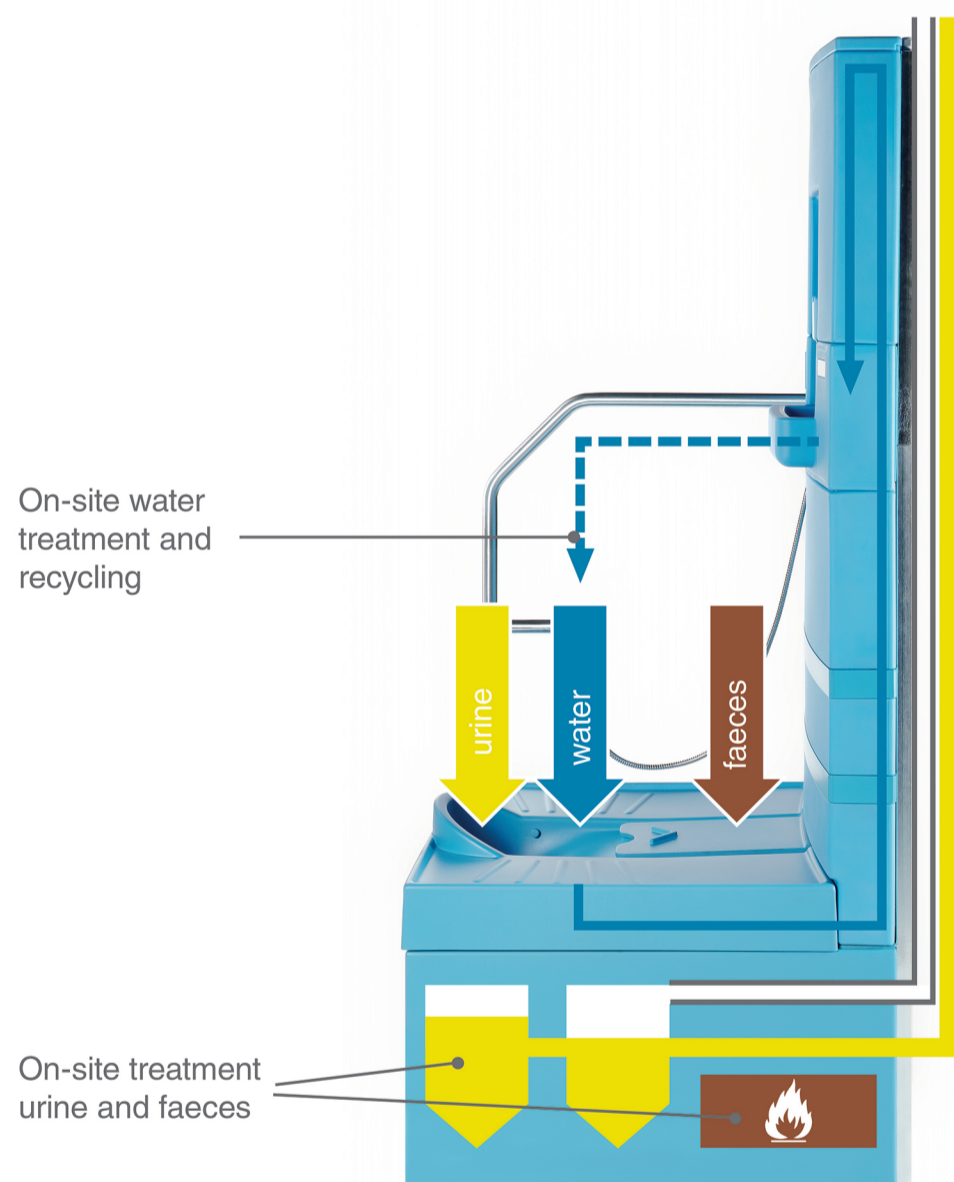 On-site water
treatment and
recycling
urine
water
faeces
On-site treatment
urine and faeces